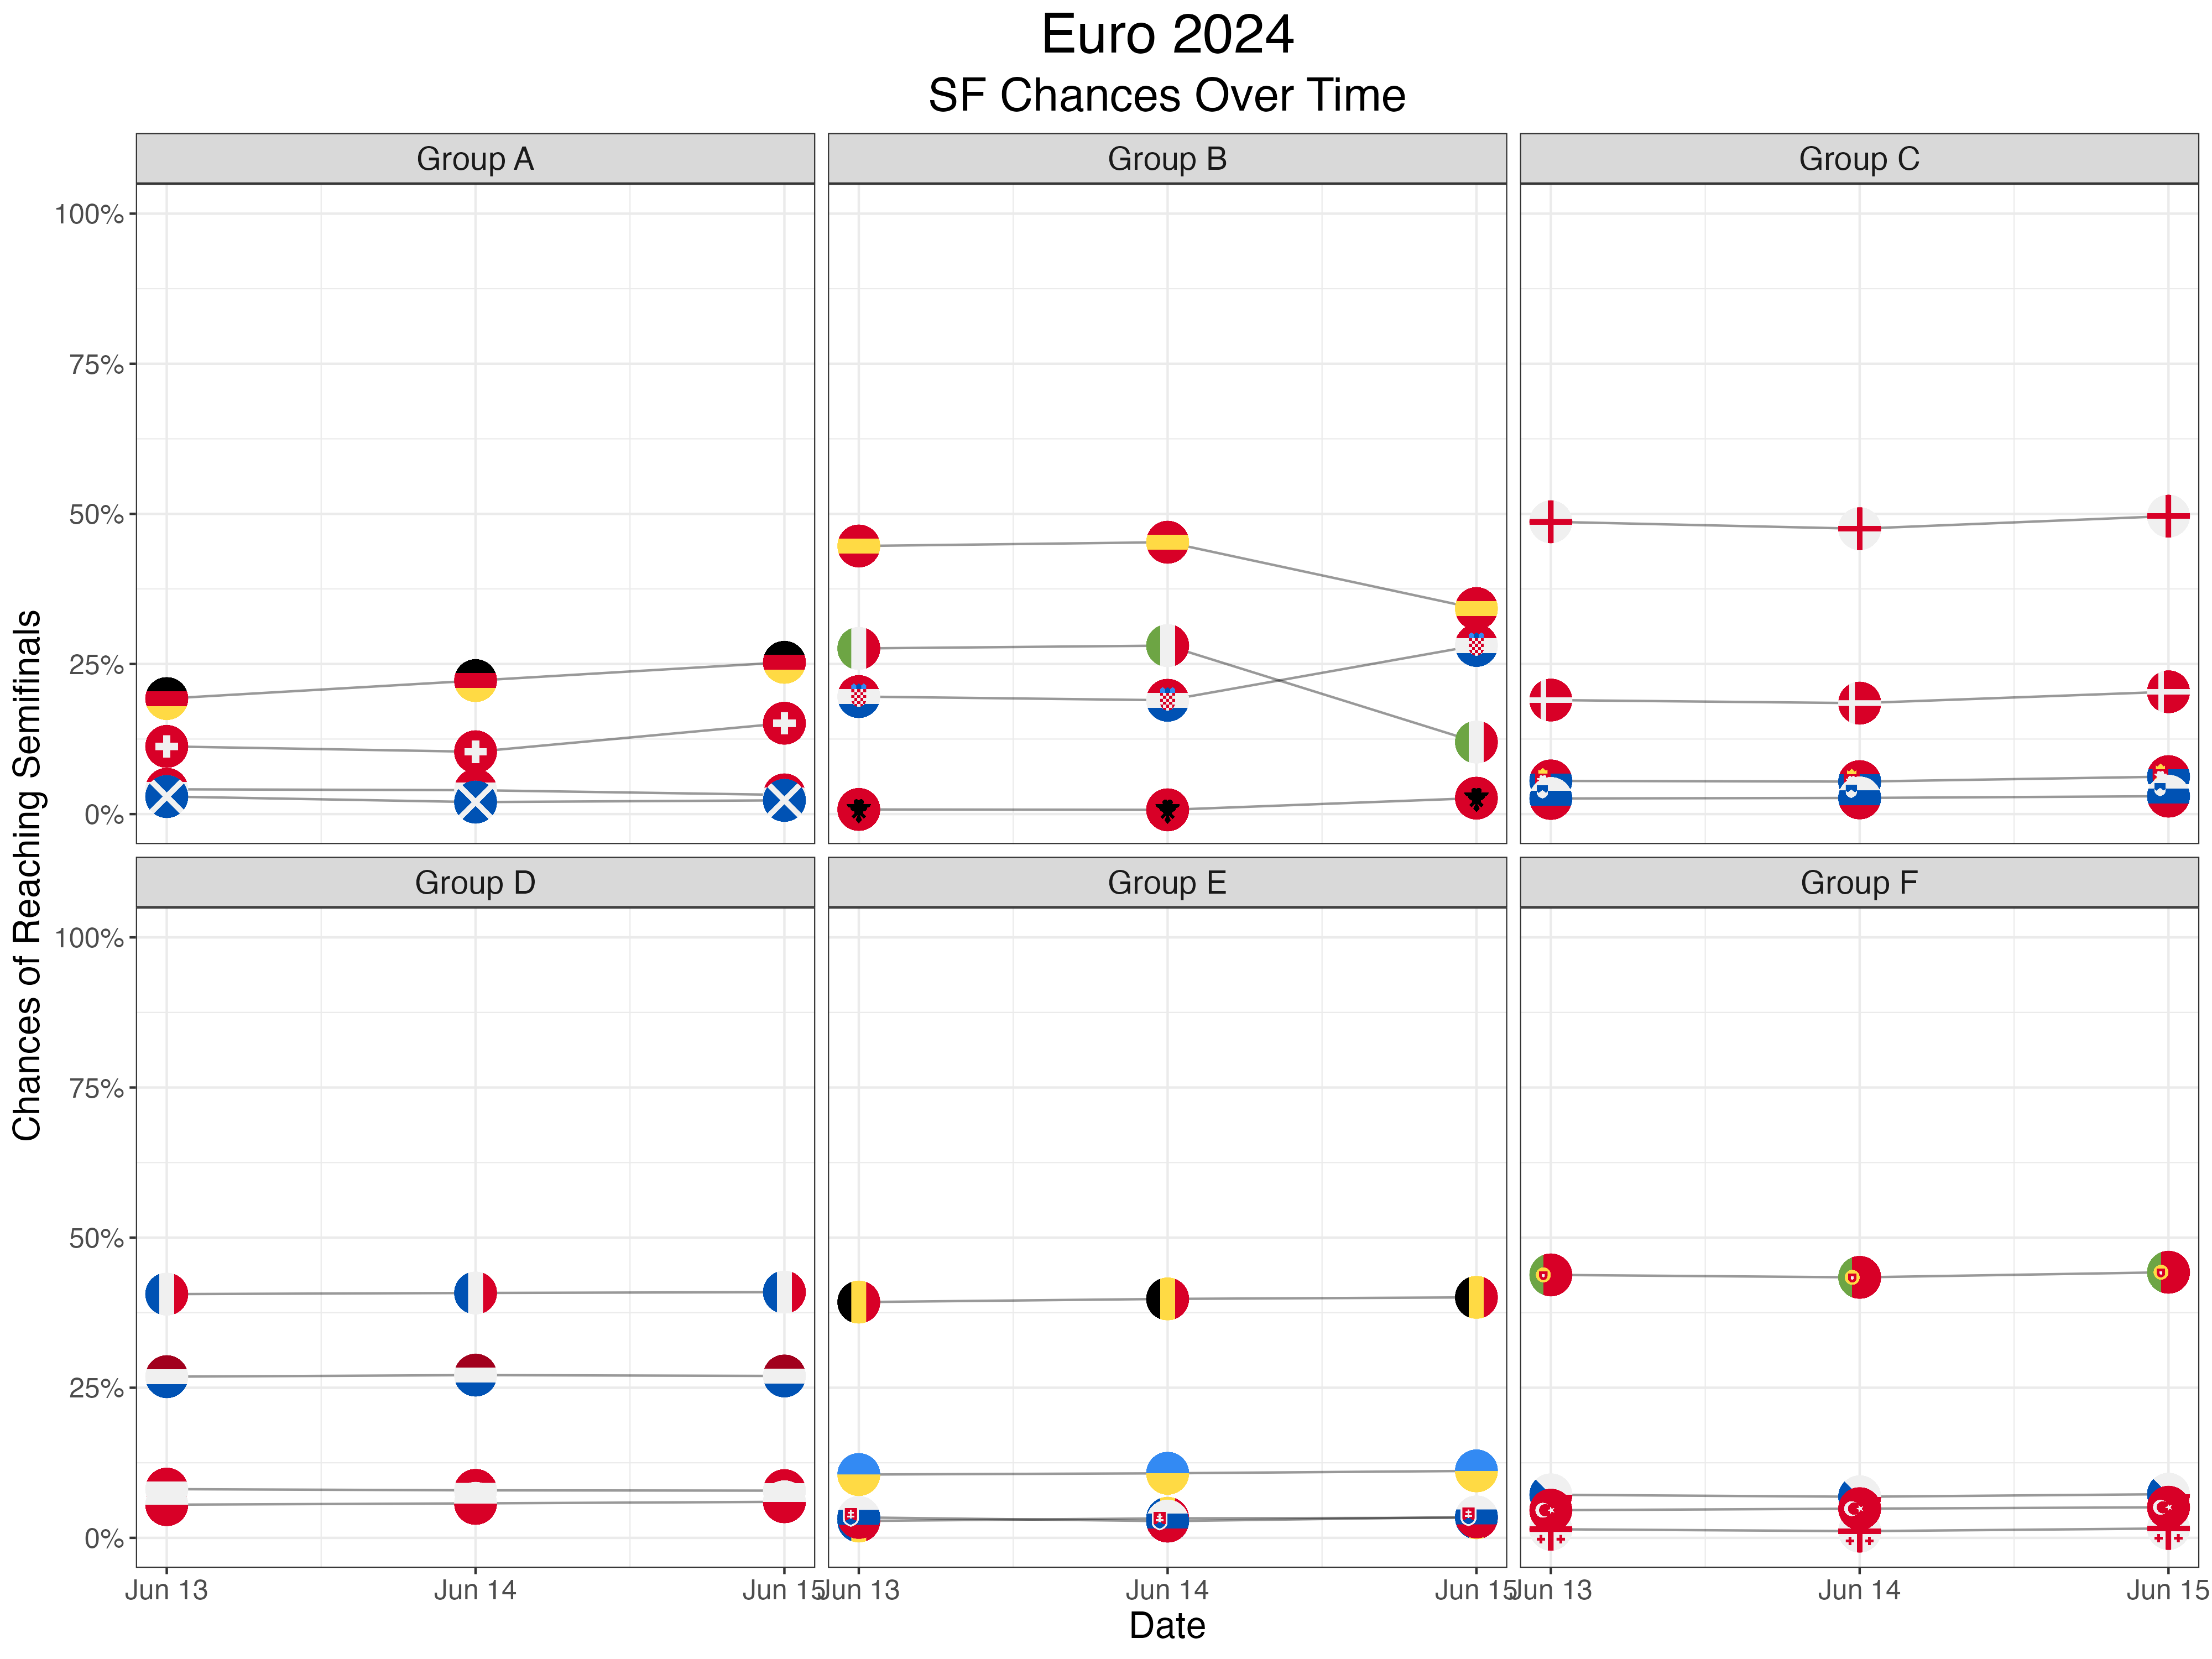 Euro 2024
SF Chances Over Time
Group A
Group B
Group C
100%
75%
50%
25%
0%
Group D
Group E
Group F
100%
75%
50%
25%
0%
Chances of Reaching Semifinals
Jun 13 Jun 14 Jun 15 Jun 13 Jun 14 Jun 15 Jun 13 Jun 14 Jun 15
Date